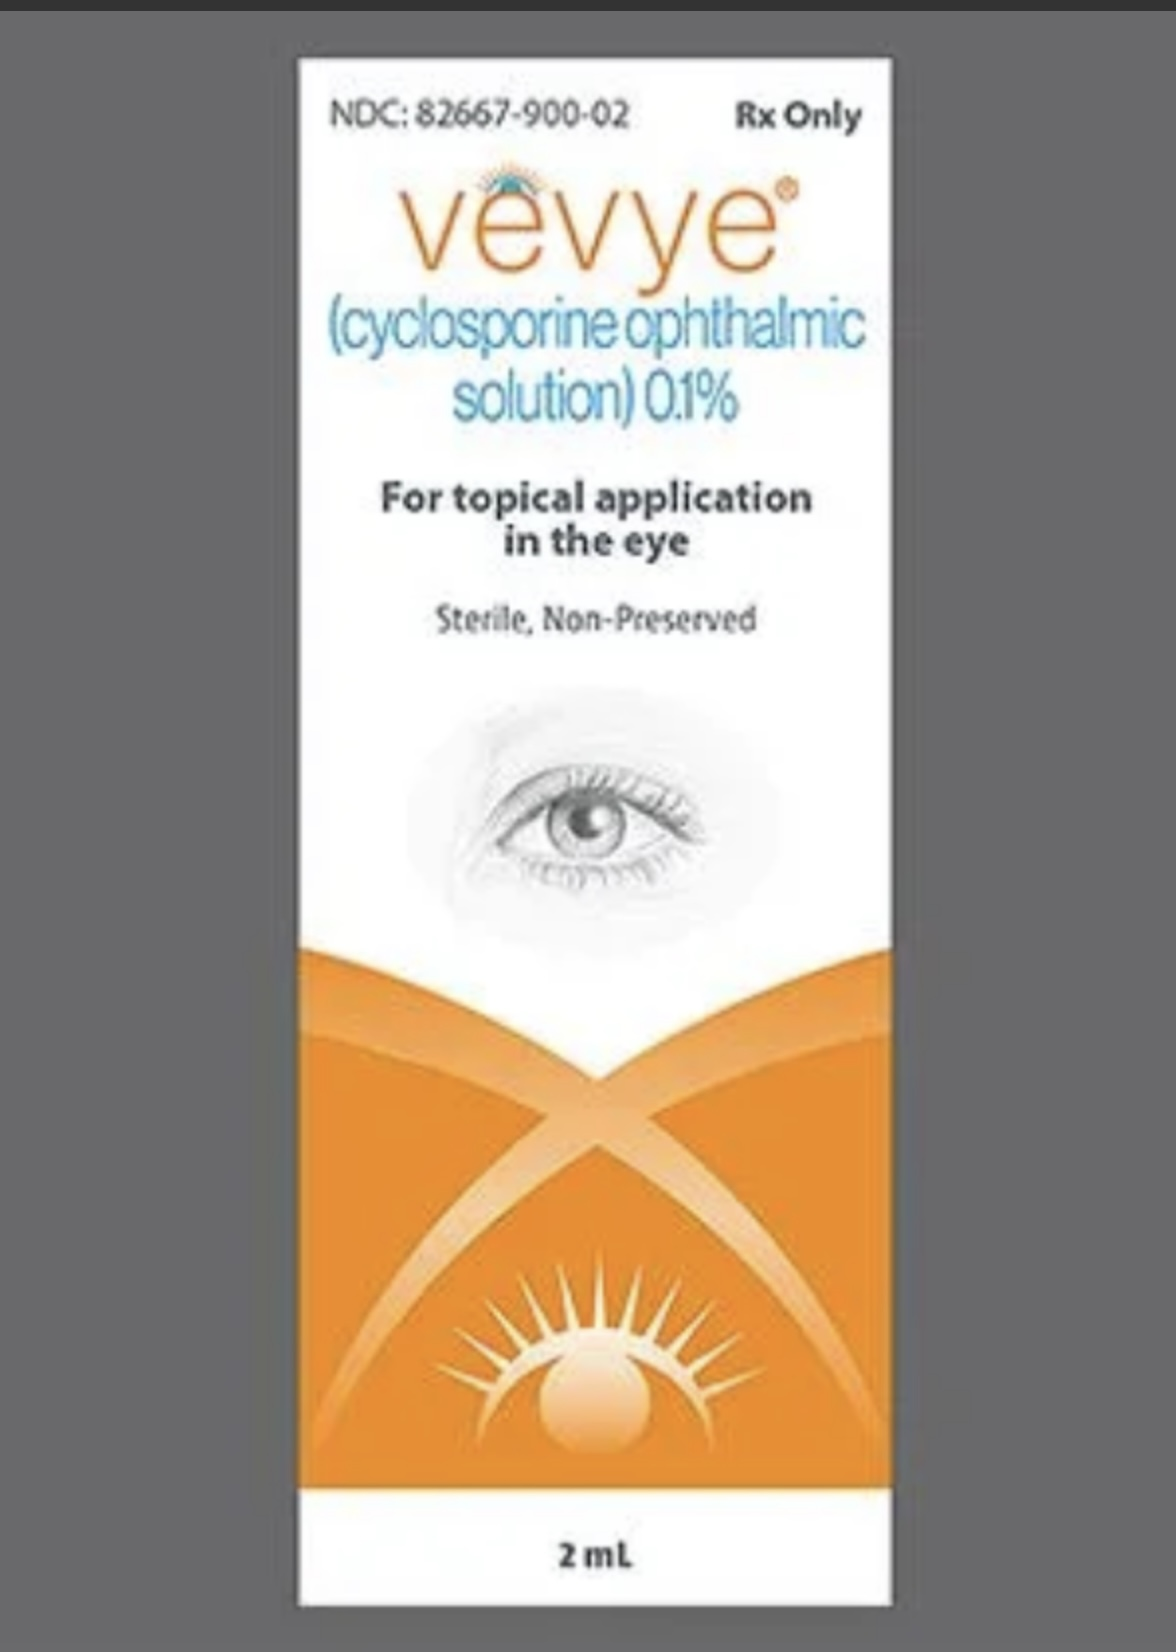 NDC: 82667-900-02 Rx Only
vevye®
(cyclosporine ophthalmic
solution) 0.1%
For topical application
in the eye
Sterile, Non-Preserved
2 mL